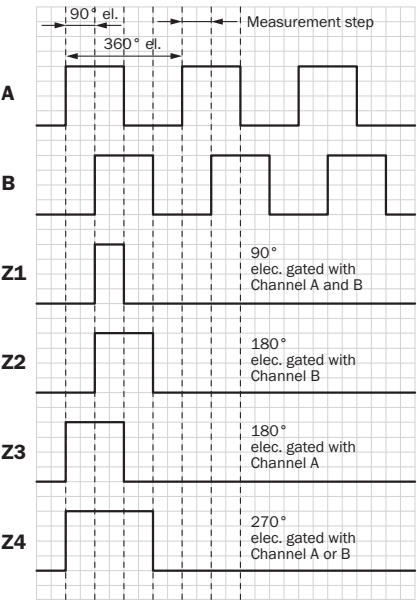 90° el.
Measurement step
360° el.
A
B
Z1
90°
elec. gated with
Channel A and B
Z2
180°
elec. gated with
Channel B
Z3
180°
elec. gated with
Channel A
Z4
270°
elec. gated with
Channel A or B